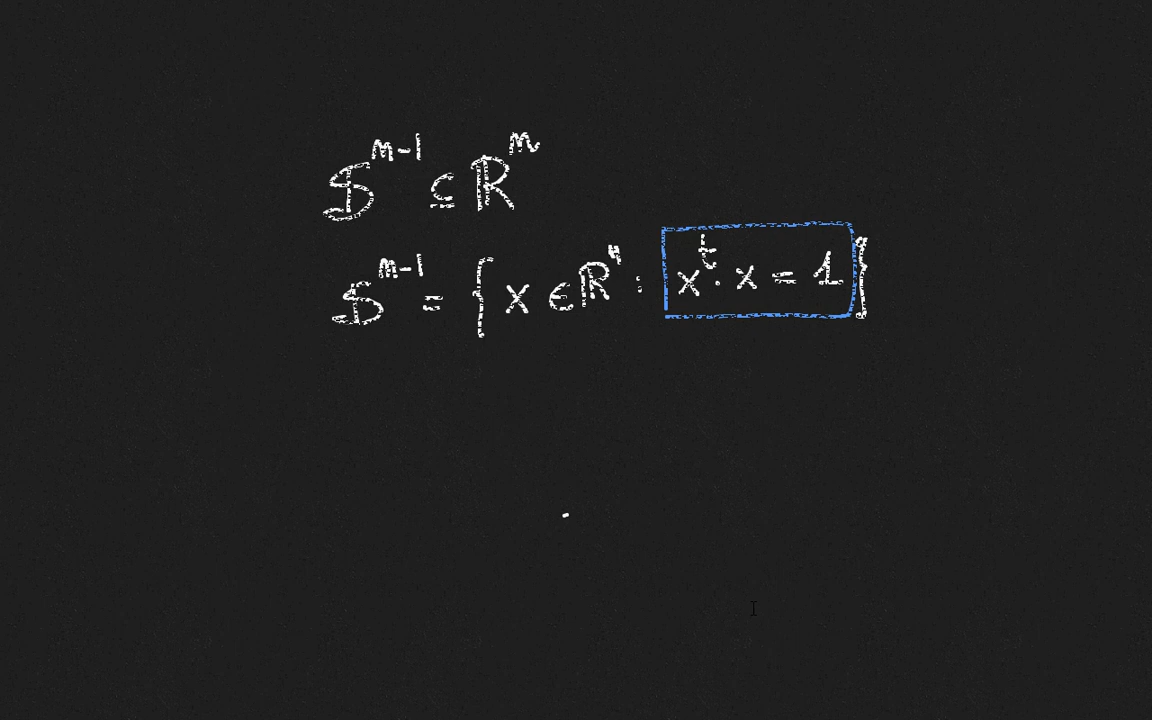 𝕊^{n-1} ⊆ ℝ^n
𝕊^{n-1} = { x ∈ ℝ^n : x^t · x = 1 }